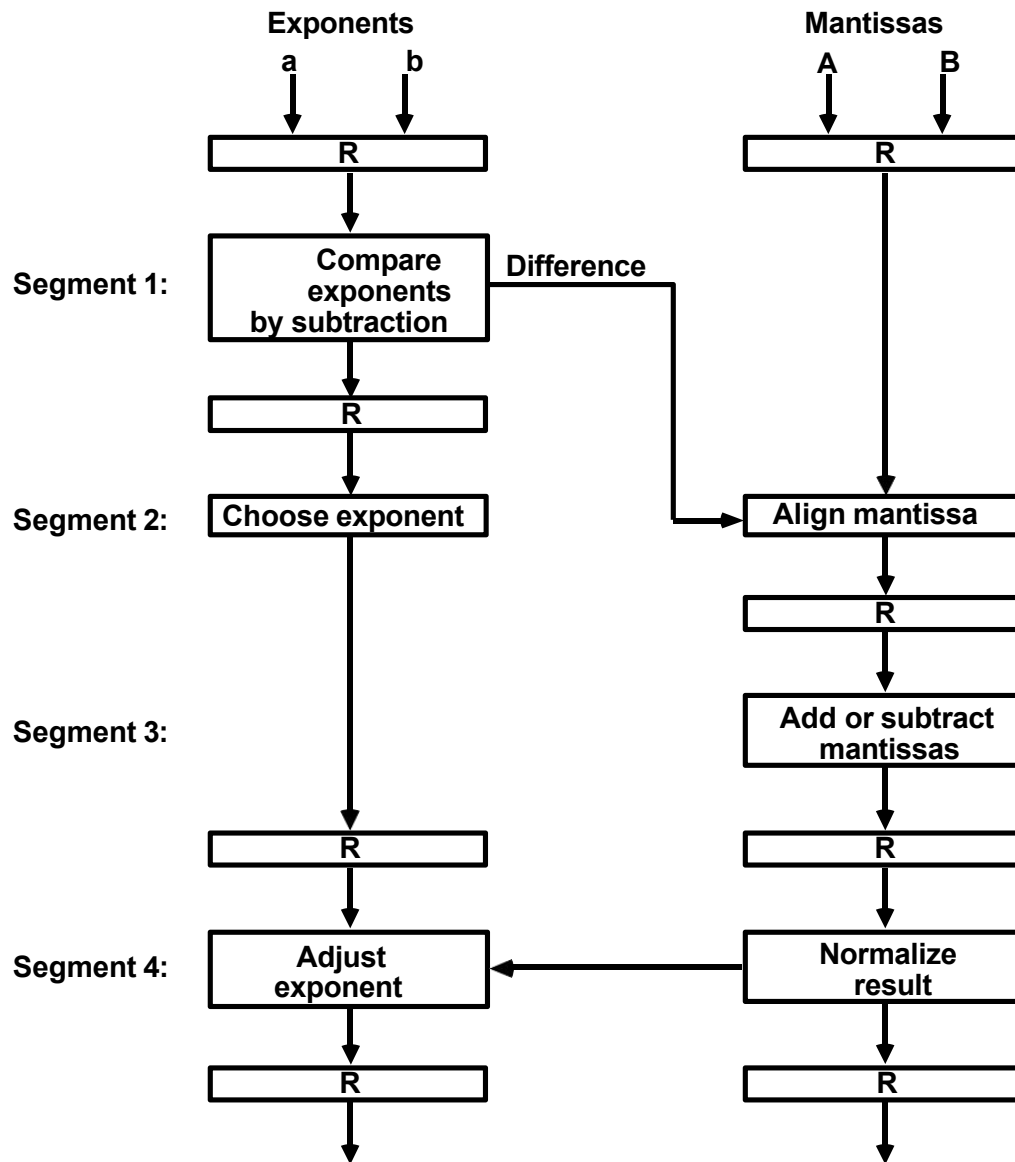 Exponents
Mantissas
a
b
A
B
R
R
Segment 1:
Compare
exponents
by subtraction
Difference
R
Segment 2:
Choose exponent
Align mantissa
R
Segment 3:
Add or subtract
mantissas
R
R
Segment 4:
Adjust
exponent
Normalize
result
R
R